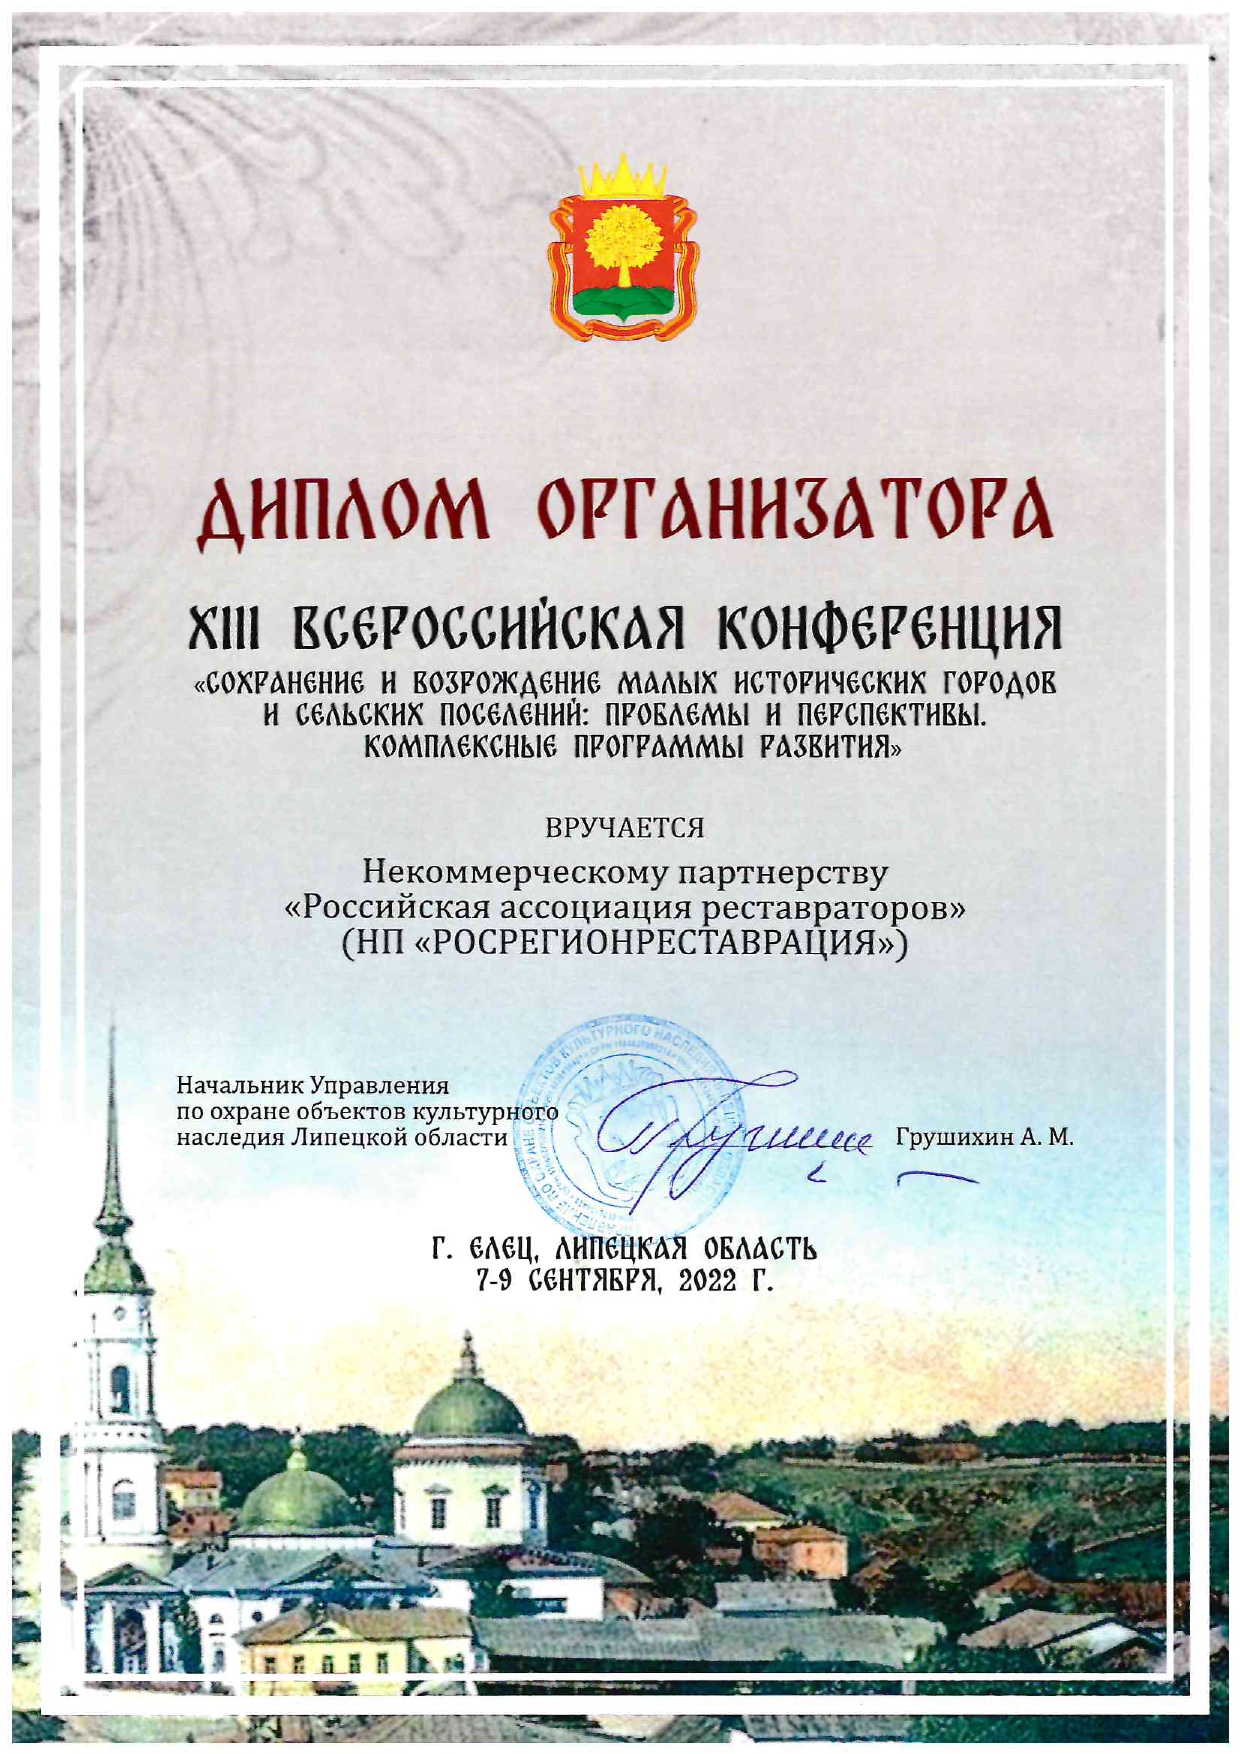 ДИПЛОМ ОРГАНИЗАТОРА
XIII ВСЕРОССИЙСКАЯ КОНФЕРЕНЦИЯ
«СОХРАНЕНИЕ И ВОЗРОЖДЕНИЕ МАЛЫХ ИСТОРИЧЕСКИХ ГОРОДОВ
И СЕЛЬСКИХ ПОСЕЛЕНИЙ: ПРОБЛЕМЫ И ПЕРСПЕКТИВЫ.
КОМПЛЕКСНЫЕ ПРОГРАММЫ РАЗВИТИЯ»
ВРУЧАЕТСЯ
Некоммерческому партнерству
«Российская ассоциация реставраторов»
(НП «РОСРЕГИОНРЕСТАВРАЦИЯ»)
Начальник Управления
по охране объектов культурного
наследия Липецкой области
Грушихин А. М.
Г. ЕЛЕЦ, ЛИПЕЦКАЯ ОБЛАСТЬ
7-9 СЕНТЯБРЯ, 2022 Г.